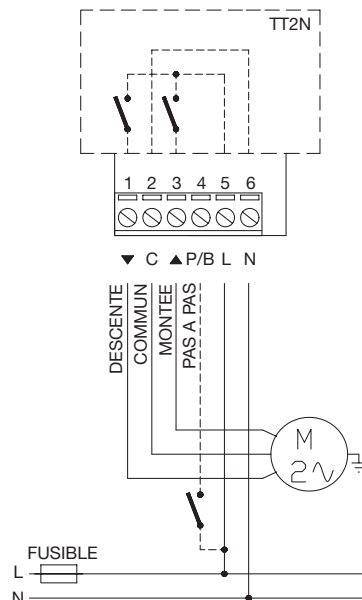 TT2N
1 2 3 4 5 6
▼ C ▲ P/B L N
DESCENTE
COMMUN
MONTEE
PAS A PAS
M
2∿
FUSIBLE
L
N